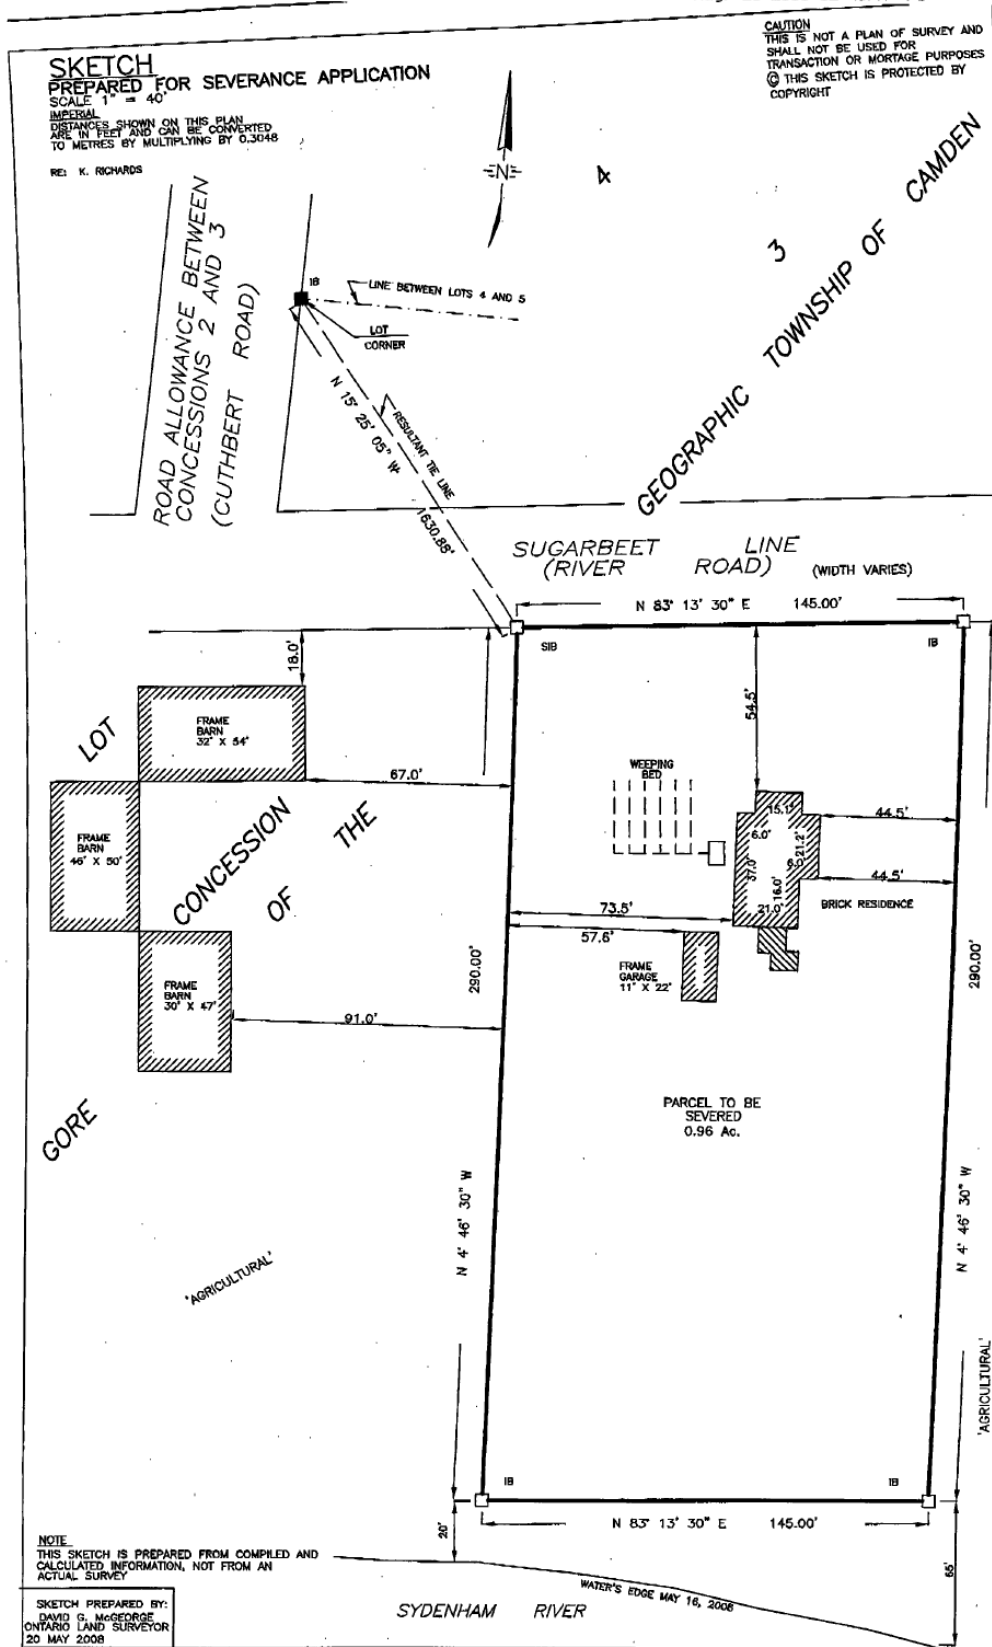 SKETCH
PREPARED FOR SEVERANCE APPLICATION
SCALE 1" = 40'
IMPERIAL
DISTANCES SHOWN ON THIS PLAN
ARE IN FEET AND CAN BE CONVERTED
TO METRES BY MULTIPLYING BY 0.3048
RE: K. RICHARDS
CAUTION
THIS IS NOT A PLAN OF SURVEY AND
SHALL NOT BE USED FOR
TRANSACTION OR MORTAGE PURPOSES
© THIS SKETCH IS PROTECTED BY
COPYRIGHT
N
4
3
GEOGRAPHIC TOWNSHIP OF CAMDEN
ROAD ALLOWANCE BETWEEN
CONCESSIONS 2 AND 3
(CUTHBERT ROAD)
IB
LINE BETWEEN LOTS 4 AND 5
LOT
CORNER
N 15° 25' 05" W
RESULTANT TIE LINE
1630.88'
SUGARBEET LINE
(RIVER ROAD) (WIDTH VARIES)
N 83° 13' 30" E 145.00'
SIB
IB
18.0'
54.5'
LOT
FRAME
BARN
32' X 54'
67.0'
WEEPING
BED
FRAME
BARN
46' X 50'
CONCESSION
THE
OF
15.1'
6.0'
21.2'
44.5'
37.0'
6.0'
16.0'
44.5'
21.0'
BRICK RESIDENCE
73.5'
57.6'
FRAME
GARAGE
11' X 22'
290.00'
290.00'
FRAME
BARN
30' X 47'
91.0'
GORE
PARCEL TO BE
SEVERED
0.96 Ac.
N 4° 46' 30" W
N 4° 46' 30" W
'AGRICULTURAL'
'AGRICULTURAL'
IB
IB
N 83° 13' 30" E 145.00'
20'
65'
NOTE
THIS SKETCH IS PREPARED FROM COMPILED AND
CALCULATED INFORMATION, NOT FROM AN
ACTUAL SURVEY
WATER'S EDGE MAY 16, 2008
SYDENHAM RIVER
SKETCH PREPARED BY:
DAVID G. McGEORGE
ONTARIO LAND SURVEYOR
20 MAY 2008